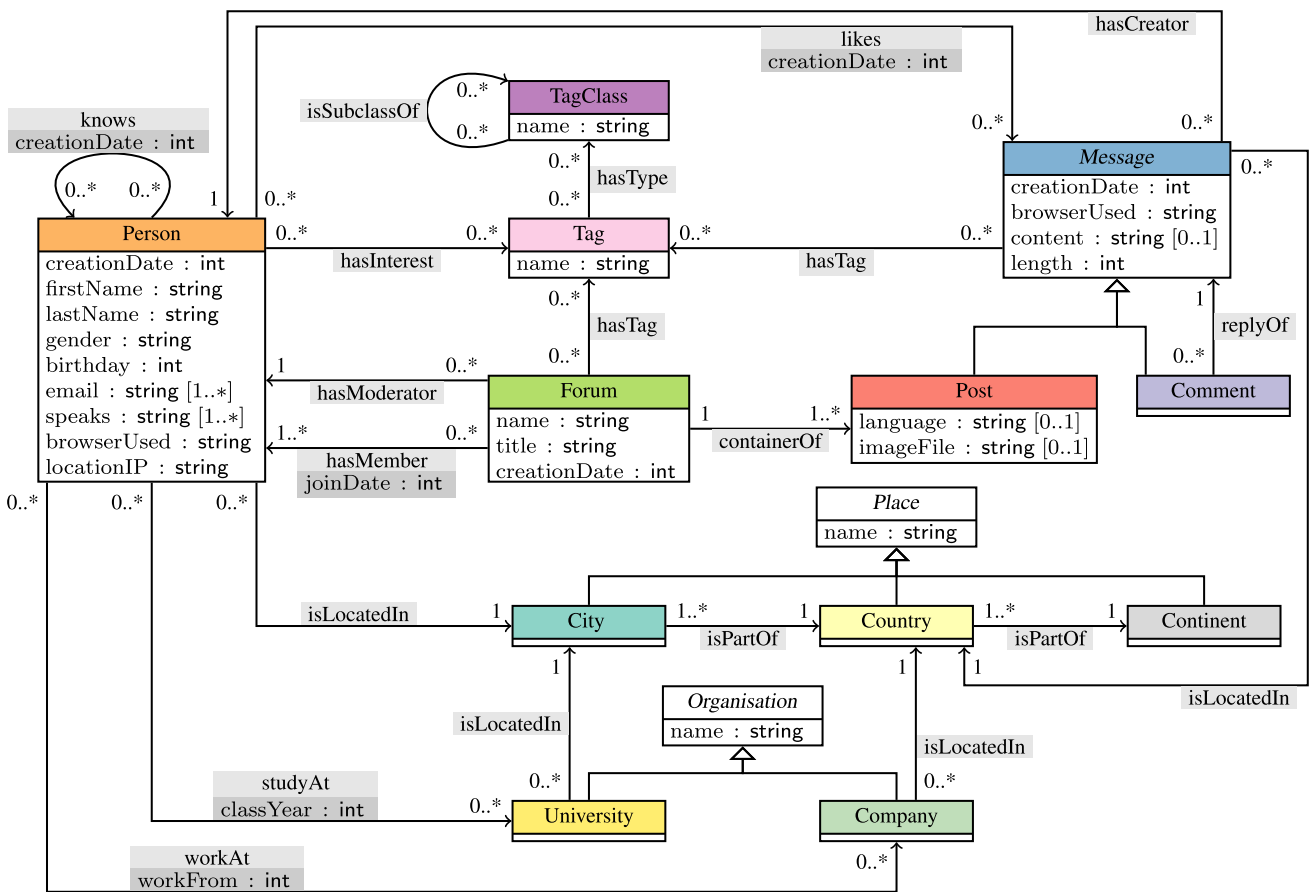 hasCreator
likes
creationDate : int
knows
creationDate : int
0..*
0..*
isSubclassOf
0..*
0..*
TagClass
name : string
0..*
hasType
0..*
0..*
0..*
Message
creationDate : int
browserUsed : string
content : string [0..1]
length : int
0..*
1
0..*
Person
creationDate : int
firstName : string
lastName : string
gender : string
birthday : int
email : string [1..*]
speaks : string [1..*]
browserUsed : string
locationIP : string
0..*
hasInterest
0..*
Tag
name : string
0..*
hasTag
0..*
0..*
hasTag
0..*
1
replyOf
0..*
1
hasModerator
0..*
1..*
hasMember
joinDate : int
0..*
Forum
name : string
title : string
creationDate : int
1
containerOf
1..*
Post
language : string [0..1]
imageFile : string [0..1]
Comment
0..*
0..*
0..*
Place
name : string
isLocatedIn
1
City
1..*
isPartOf
1
Country
1..*
isPartOf
1
Continent
1
isLocatedIn
0..*
1
isLocatedIn
0..*
1
isLocatedIn
Organisation
name : string
studyAt
classYear : int
0..*
University
Company
workAt
workFrom : int
0..*